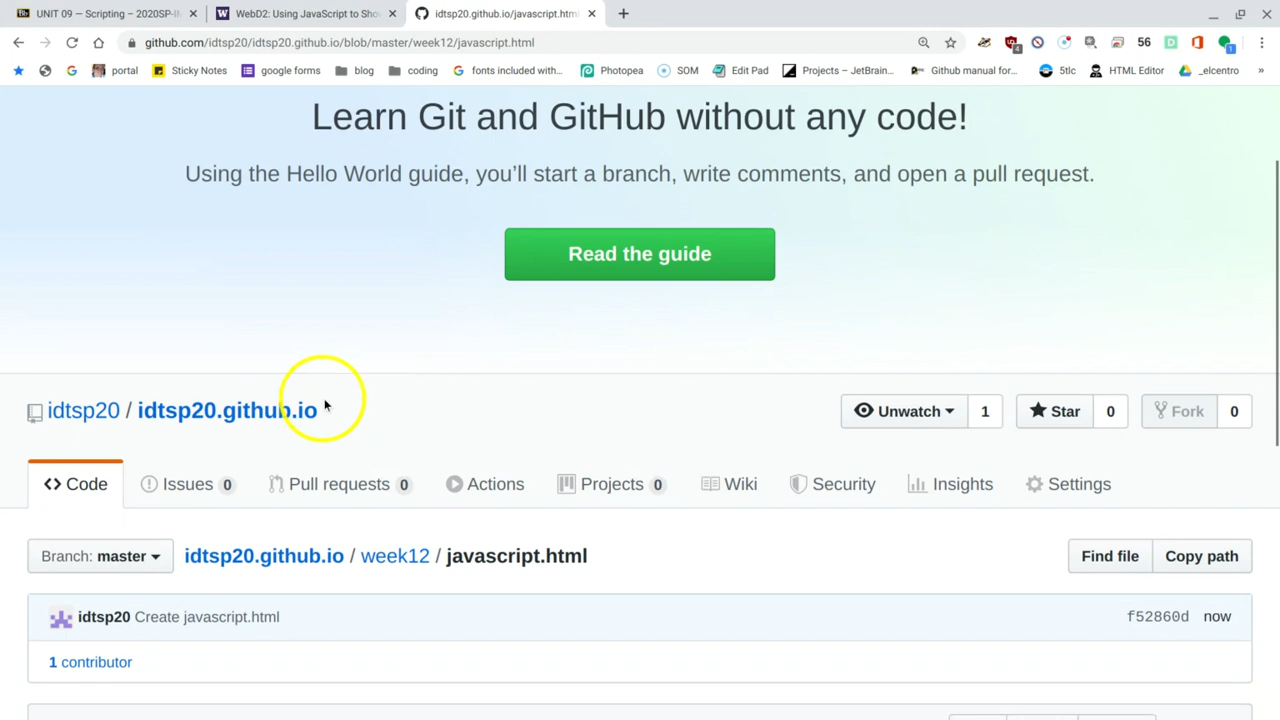 UNIT 09 — Scripting – 2020SP-I
WebD2: Using JavaScript to Sho
idtsp20.github.io/javascript.html
github.com/idtsp20/idtsp20.github.io/blob/master/week12/javascript.html
4 56 D 1
portal Sticky Notes google forms blog coding fonts included with... Photopea SOM Edit Pad Projects – JetBrain... Github manual for... 5tlc HTML Editor _elcentro »
Learn Git and GitHub without any code!
Using the Hello World guide, you’ll start a branch, write comments, and open a pull request.
Read the guide
idtsp20 / idtsp20.github.io Unwatch 1 Star 0 Fork 0
Code Issues 0 Pull requests 0 Actions Projects 0 Wiki Security Insights Settings
Branch: master idtsp20.github.io / week12 / javascript.html Find file Copy path
idtsp20 Create javascript.html f52860d now
1 contributor